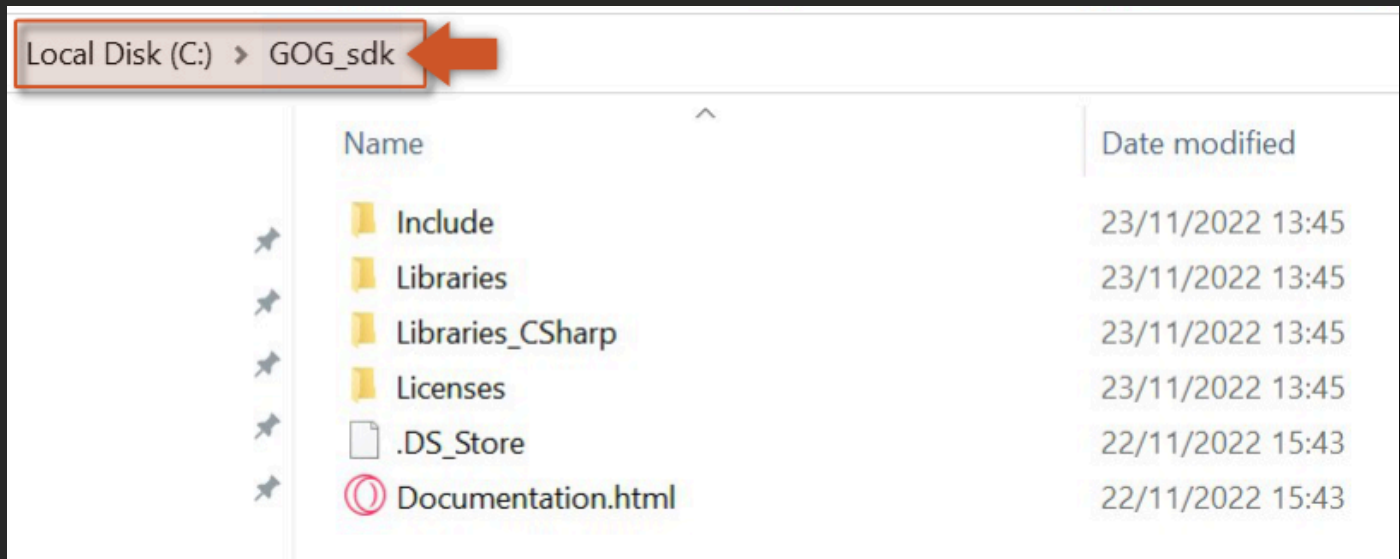 Local Disk (C:) > GOG_sdk
Name Date modified
Include 23/11/2022 13:45
Libraries 23/11/2022 13:45
Libraries_CSharp 23/11/2022 13:45
Licenses 23/11/2022 13:45
.DS_Store 22/11/2022 15:43
Documentation.html 22/11/2022 15:43